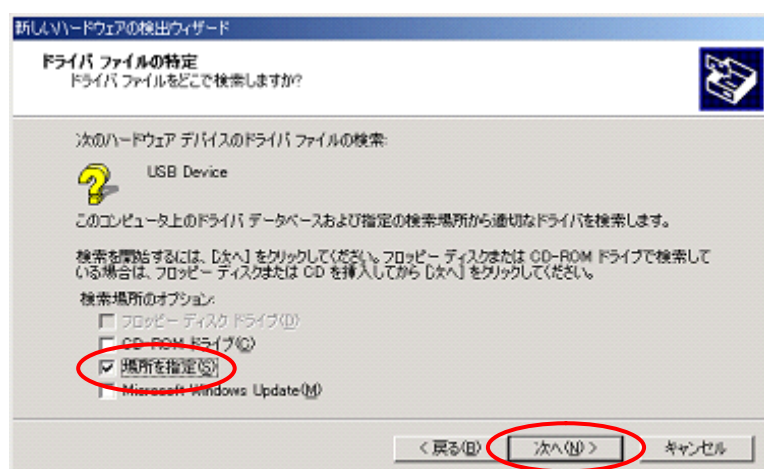 新しいハードウェアの検出ウィザード
ドライバ ファイルの特定
ドライバ ファイルをどこで検索しますか?
次のハードウェア デバイスのドライバ ファイルの検索:
USB Device
このコンピュータ上のドライバ データベースおよび指定の検索場所から適切なドライバを検索します。
検索を開始するには、[次へ] をクリックしてください。フロッピー ディスクまたは CD-ROM ドライブで検索して
いる場合は、フロッピー ディスクまたは CD を挿入してから [次へ] をクリックしてください。
検索場所のオプション:
フロッピー ディスク ドライブ(D)
CD-ROM ドライブ(C)
場所を指定(S)
Microsoft Windows Update(M)
< 戻る(B) 次へ(N) > キャンセル